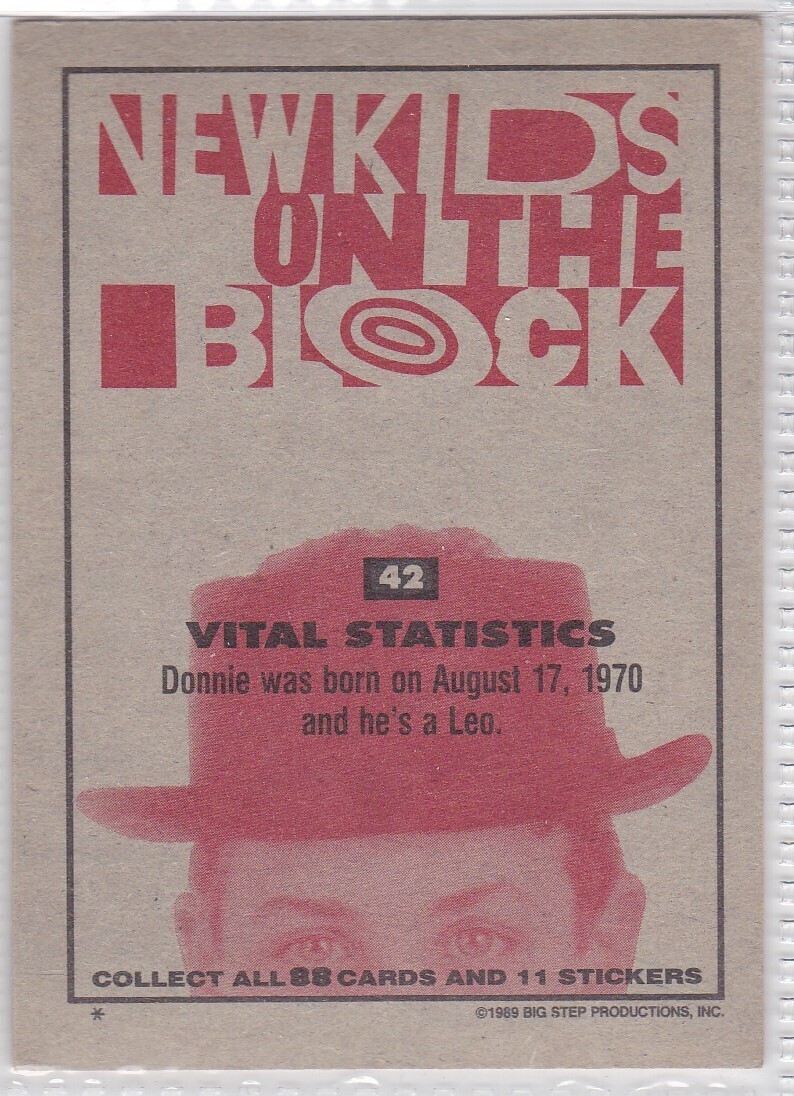 NEW KIDS
ON THE
BLOCK
42
VITAL STATISTICS
Donnie was born on August 17, 1970
and he's a Leo.
COLLECT ALL 88 CARDS AND 11 STICKERS
* ©1989 BIG STEP PRODUCTIONS, INC.